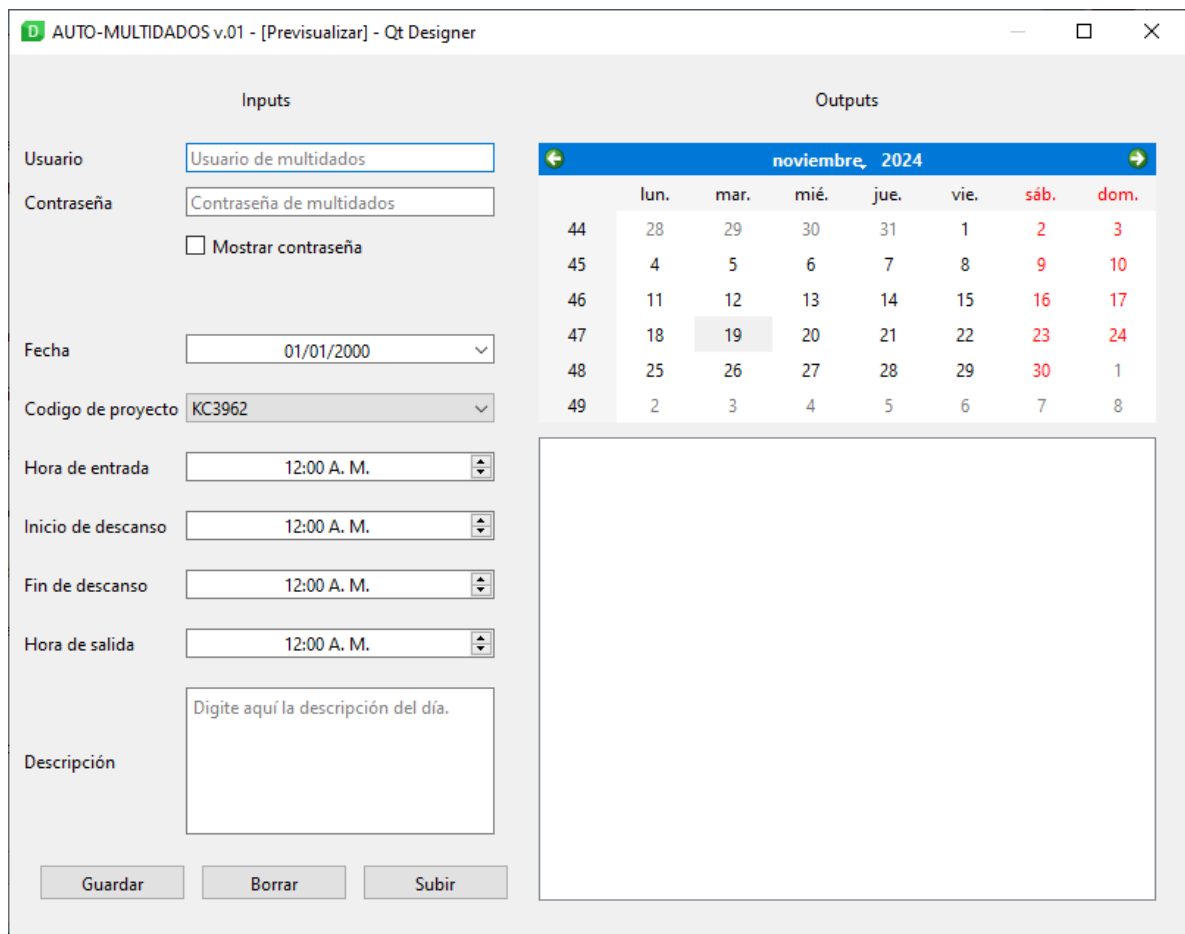 AUTO-MULTIDADOS v.01 - [Previsualizar] - Qt Designer
Inputs
Usuario Usuario de multidados
Contraseña Contraseña de multidados
Mostrar contraseña
Fecha 01/01/2000
Codigo de proyecto KC3962
Hora de entrada 12:00 A. M.
Inicio de descanso 12:00 A. M.
Fin de descanso 12:00 A. M.
Hora de salida 12:00 A. M.
Descripción Digite aquí la descripción del día.
Guardar Borrar Subir
Outputs
noviembre, 2024
lun. mar. mié. jue. vie. sáb. dom.
44 28 29 30 31 1 2 3
45 4 5 6 7 8 9 10
46 11 12 13 14 15 16 17
47 18 19 20 21 22 23 24
48 25 26 27 28 29 30 1
49 2 3 4 5 6 7 8